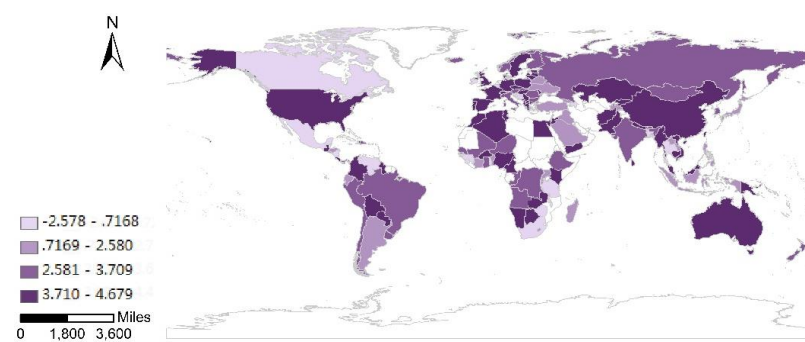 N
-2.578 - .7168
.7169 - 2.580
2.581 - 3.709
3.710 - 4.679
Miles
0 1,800 3,600